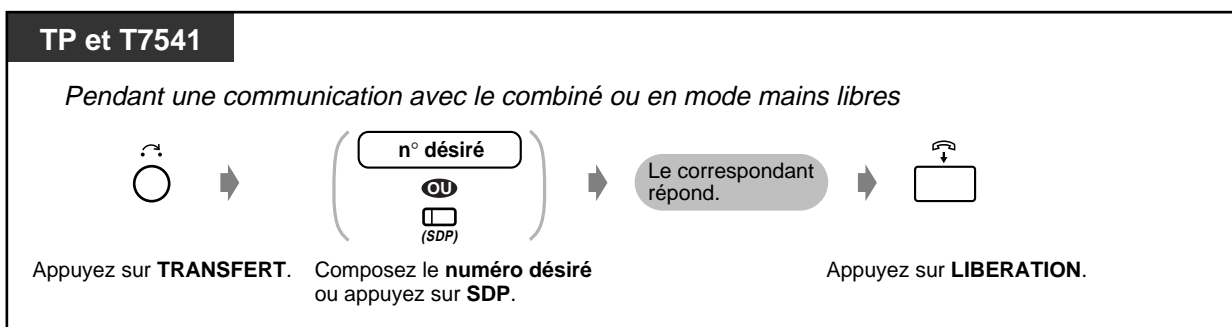 TP et T7541
Pendant une communication avec le combiné ou en mode mains libres
n° désiré
OU
(SDP)
Le correspondant
répond.
Appuyez sur TRANSFERT.
Composez le numéro désiré
ou appuyez sur SDP.
Appuyez sur LIBERATION.